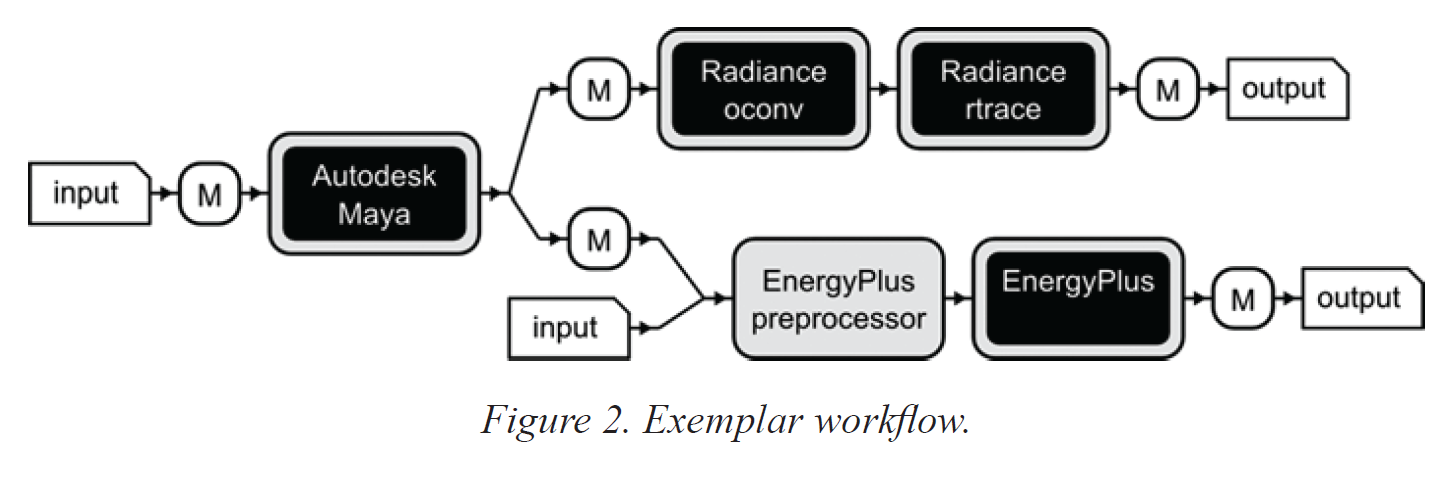 input
M
Autodesk
Maya
M
Radiance
oconv
Radiance
rtrace
M
output
M
input
EnergyPlus
preprocessor
EnergyPlus
M
output
Figure 2. Exemplar workflow.